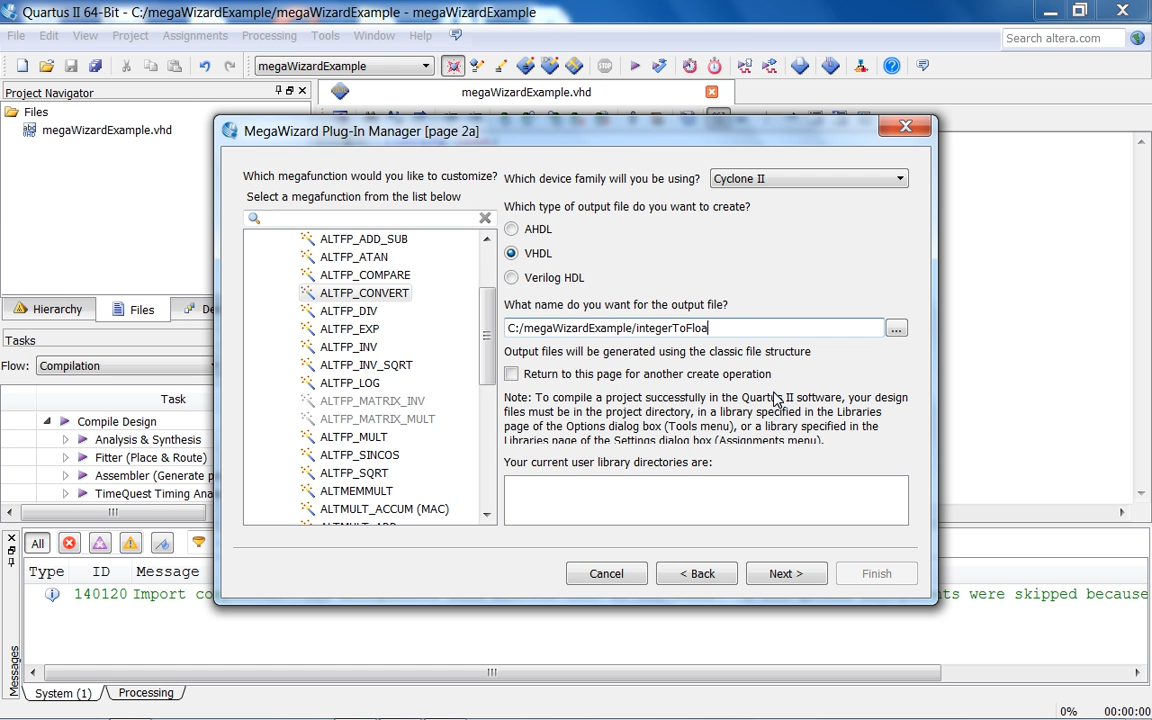 Quartus II 64-Bit - C:/megaWizardExample/megaWizardExample - megaWizardExample
File Edit View Project Assignments Processing Tools Window Help
Search altera.com
megaWizardExample
Project Navigator
megaWizardExample.vhd
Files
megaWizardExample.vhd
Hierarchy
Files
De
Tasks
Flow: Compilation
Task
Compile Design
Analysis & Synthesis
Fitter (Place & Route)
Assembler (Generate p
TimeQuest Timing Ana
MegaWizard Plug-In Manager [page 2a]
Which megafunction would you like to customize?
Select a megafunction from the list below
ALTFP_ADD_SUB
ALTFP_ATAN
ALTFP_COMPARE
ALTFP_CONVERT
ALTFP_DIV
ALTFP_EXP
ALTFP_INV
ALTFP_INV_SQRT
ALTFP_LOG
ALTFP_MATRIX_INV
ALTFP_MATRIX_MULT
ALTFP_MULT
ALTFP_SINCOS
ALTFP_SQRT
ALTMEMMULT
ALTMULT_ACCUM (MAC)
ALTMULT_ADD
Which device family will you be using? Cyclone II
Which type of output file do you want to create?
AHDL
VHDL
Verilog HDL
What name do you want for the output file?
C:/megaWizardExample/integerToFloa
...
Output files will be generated using the classic file structure
Return to this page for another create operation
Note: To compile a project successfully in the Quartus II software, your design
files must be in the project directory, in a library specified in the Libraries
page of the Options dialog box (Tools menu), or a library specified in the
Libraries page of the Settings dialog box (Assignments menu).
Your current user library directories are:
Cancel
< Back
Next >
Finish
All
Type ID Message
140120 Import co
ts were skipped because
Messages
System (1)
Processing
0% 00:00:00